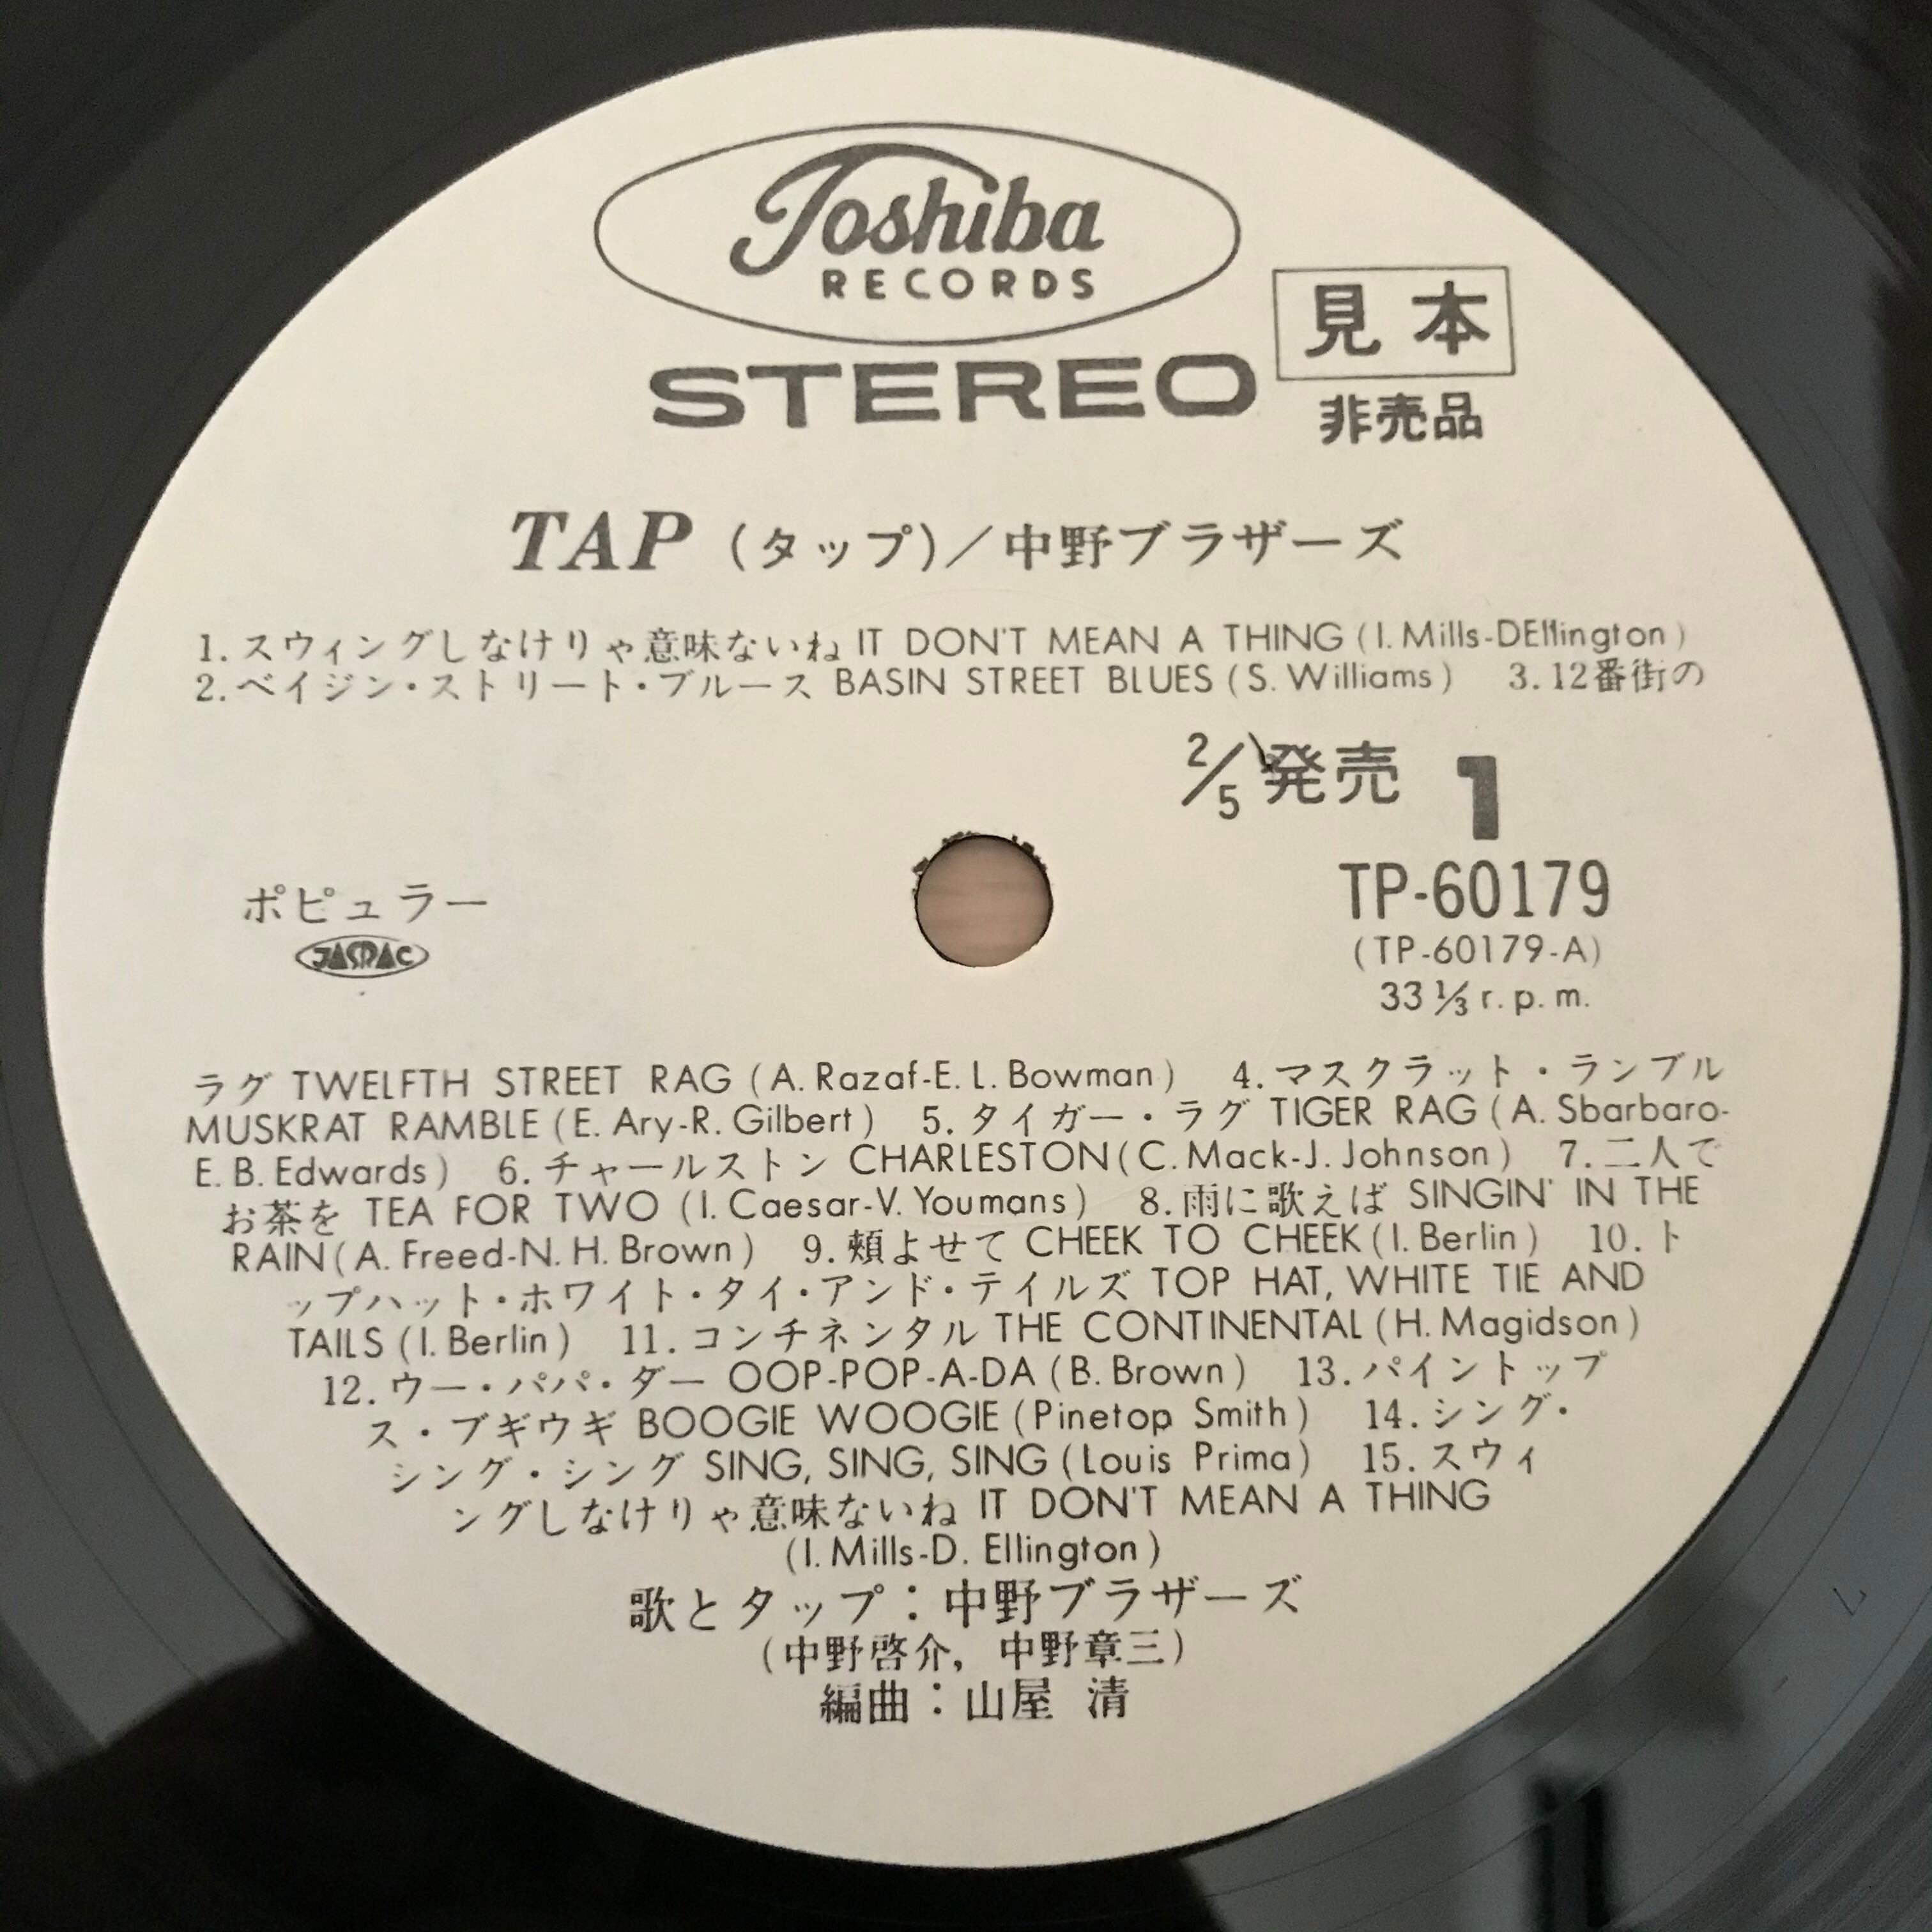 Toshiba
RECORDS
STEREO
見本
非売品
TAP (タップ)／中野ブラザーズ
1. スウィングしなけりゃ意味ないね IT DON'T MEAN A THING (I. Mills-DEllington)
2. ベイジン・ストリート・ブルース BASIN STREET BLUES (S. Williams) 3. 12番街の
2/5 発売 1
TP-60179
(TP-60179-A)
33 1/3 r.p.m.
ポピュラー
JASRAC
ラグ TWELFTH STREET RAG (A. Razaf-E. L. Bowman) 4. マスクラット・ランブル
MUSKRAT RAMBLE (E. Ary-R. Gilbert) 5. タイガー・ラグ TIGER RAG (A. Sbarbaro-
E. B. Edwards) 6. チャールストン CHARLESTON (C. Mack-J. Johnson) 7. 二人で
お茶を TEA FOR TWO (I. Caesar-V. Youmans) 8. 雨に歌えば SINGIN' IN THE
RAIN (A. Freed-N. H. Brown) 9. 頬よせて CHEEK TO CHEEK (I. Berlin) 10. ト
ップハット・ホワイト・タイ・アンド・テイルズ TOP HAT, WHITE TIE AND
TAILS (I. Berlin) 11. コンチネンタル THE CONTINENTAL (H. Magidson)
12. ウー・パパ・ダー OOP-POP-A-DA (B. Brown) 13. パイントップ
ス・ブギウギ BOOGIE WOOGIE (Pinetop Smith) 14. シング・
シング・シング SING, SING, SING (Louis Prima) 15. スウィ
ングしなけりゃ意味ないね IT DON'T MEAN A THING
(I. Mills-D. Ellington)
歌とタップ：中野ブラザーズ
(中野啓介, 中野章三)
編曲：山屋 清